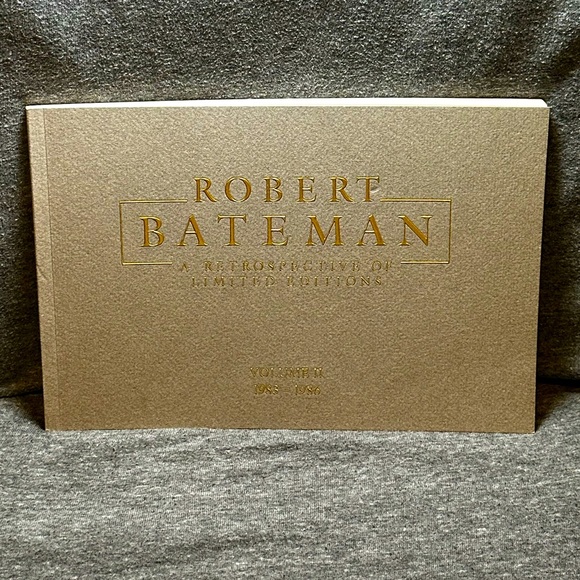 ROBERT
BATEMAN
A RETROSPECTIVE OF
LIMITED EDITIONS
VOLUME II
1983 - 1986